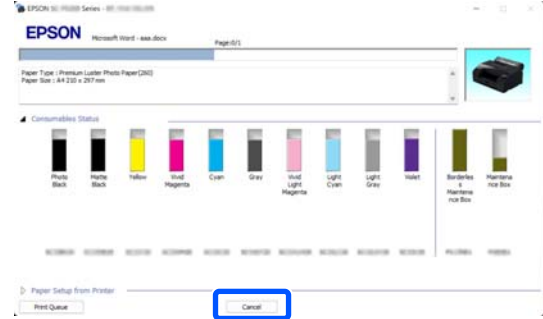 EPSON Series -
EPSON
Microsoft Word - aaa.docx
Page:0/1
Paper Type : Premium Luster Photo Paper(260)
Paper Size : A4 210 x 297 mm
Consumables Status
Photo Black
Matte Black
Yellow
Vivid Magenta
Cyan
Gray
Vivid Light Magenta
Light Cyan
Light Gray
Violet
Borderles s Maintena nce Box
Maintena nce Box
Paper Setup from Printer
Print Queue
Cancel